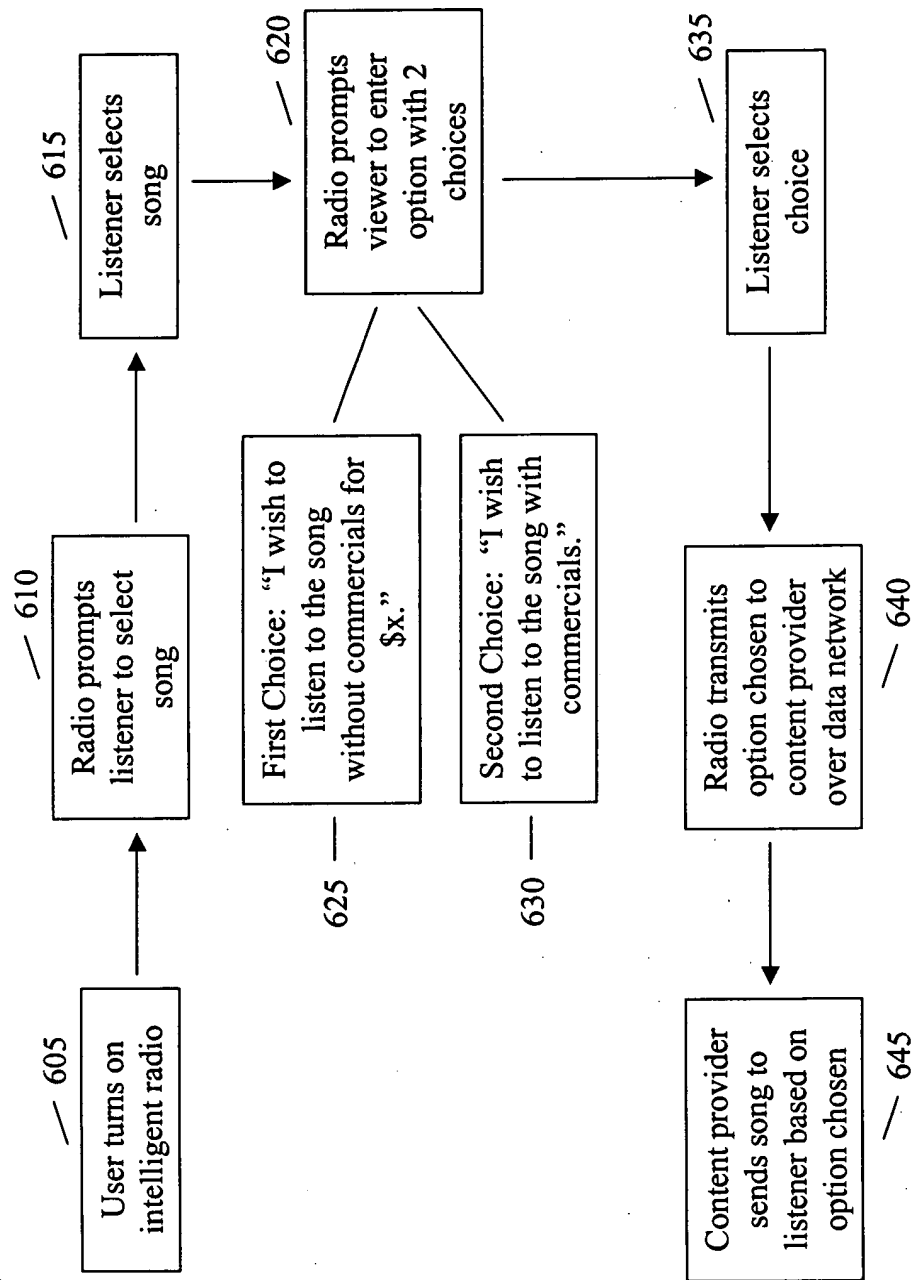 605
User turns on
intelligent radio
610
Radio prompts
listener to select
song
615
Listener selects
song
620
Radio prompts
viewer to enter
option with 2
choices
625
First Choice: “I wish to
listen to the song
without commercials for
$x.”
630
Second Choice: “I wish
to listen to the song with
commercials.”
635
Listener selects
choice
Radio transmits
option chosen to
content provider
over data network
640
Content provider
sends song to
listener based on
option chosen
645